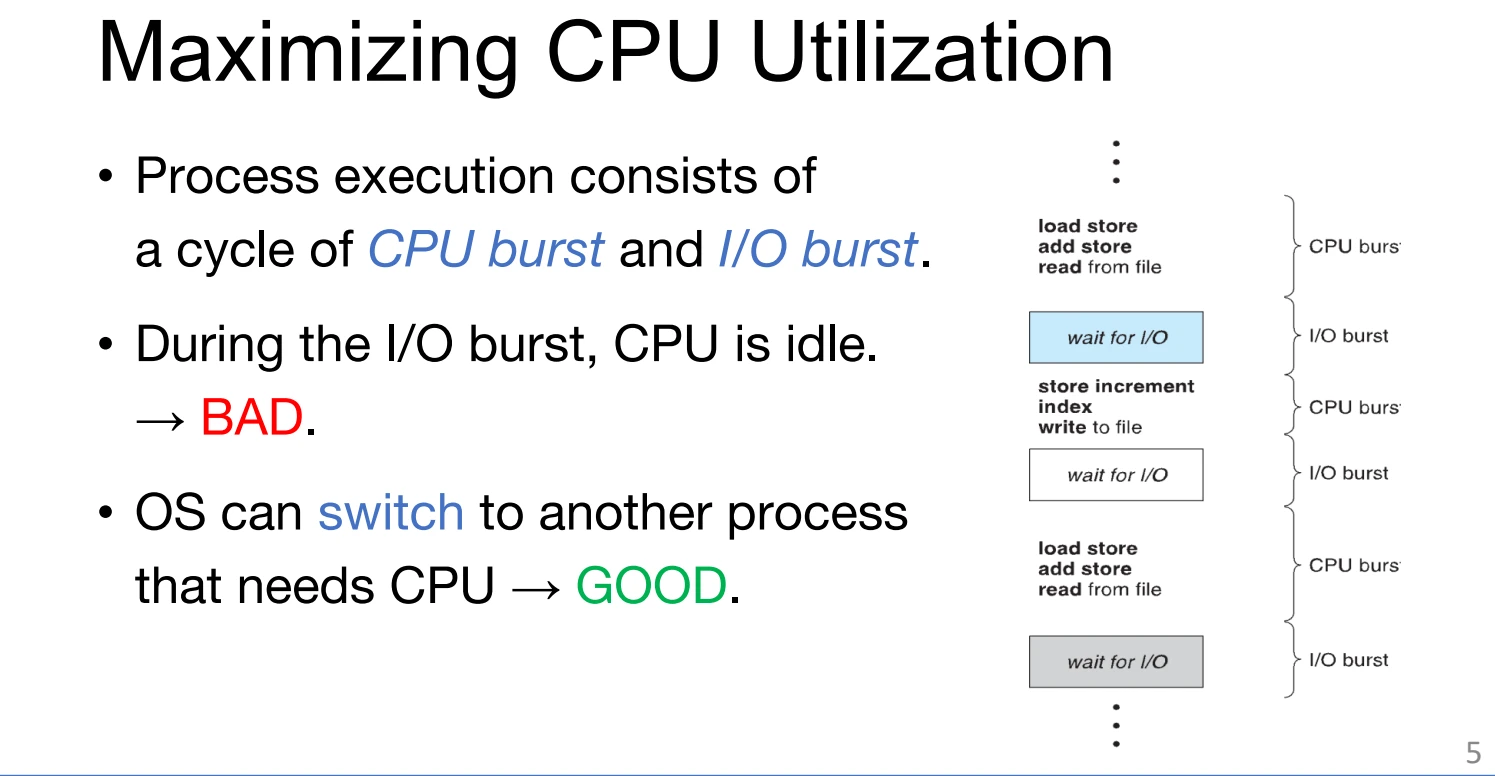 Maximizing CPU Utilization
• Process execution consists of
a cycle of CPU burst and I/O burst.
• During the I/O burst, CPU is idle.
→ BAD.
• OS can switch to another process
that needs CPU → GOOD.
load store
add store
read from file
CPU burs
wait for I/O
I/O burst
store increment
index
write to file
CPU burs
wait for I/O
I/O burst
load store
add store
read from file
CPU burs
wait for I/O
I/O burst
5